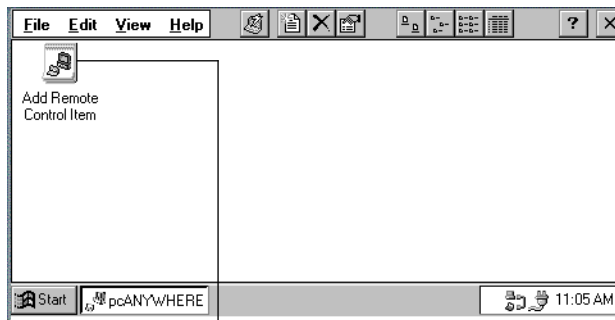 File Edit View Help ?
Add Remote
Control Item
Start pcANYWHERE 11:05 AM